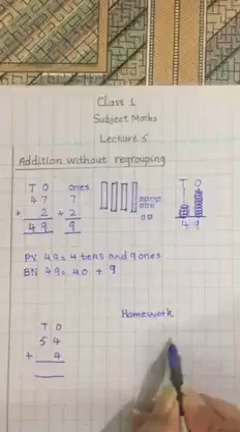 Class 1
Subject Maths
Lecture 5
Addition without regrouping
T O ones T O
4 7 7
+ 2 + 2
4 9 9 4 9
PV 49 = 4 tens and 9 ones
BN 49 = 40 + 9
Homework
T O
5 4
+ 4